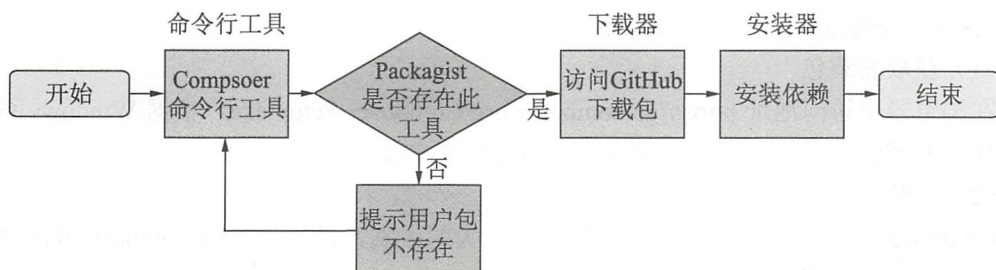 命令行工具
下载器
安装器
开始
Compsoer
命令行工具
Packagist
是否存在此
工具
是
访问GitHub
下载包
安装依赖
结束
否
提示用户包
不存在